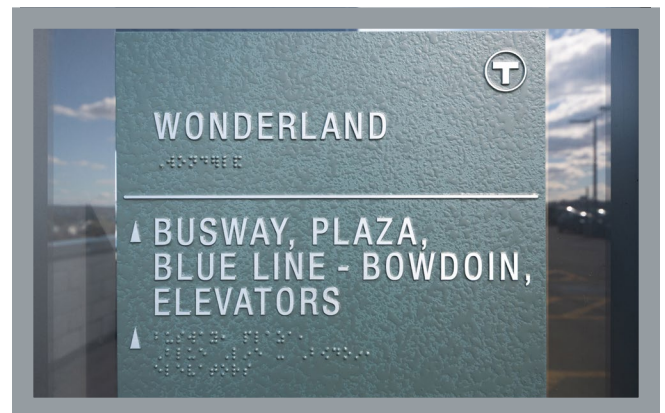 T
WONDERLAND
BUSWAY, PLAZA,
BLUE LINE - BOWDOIN,
ELEVATORS